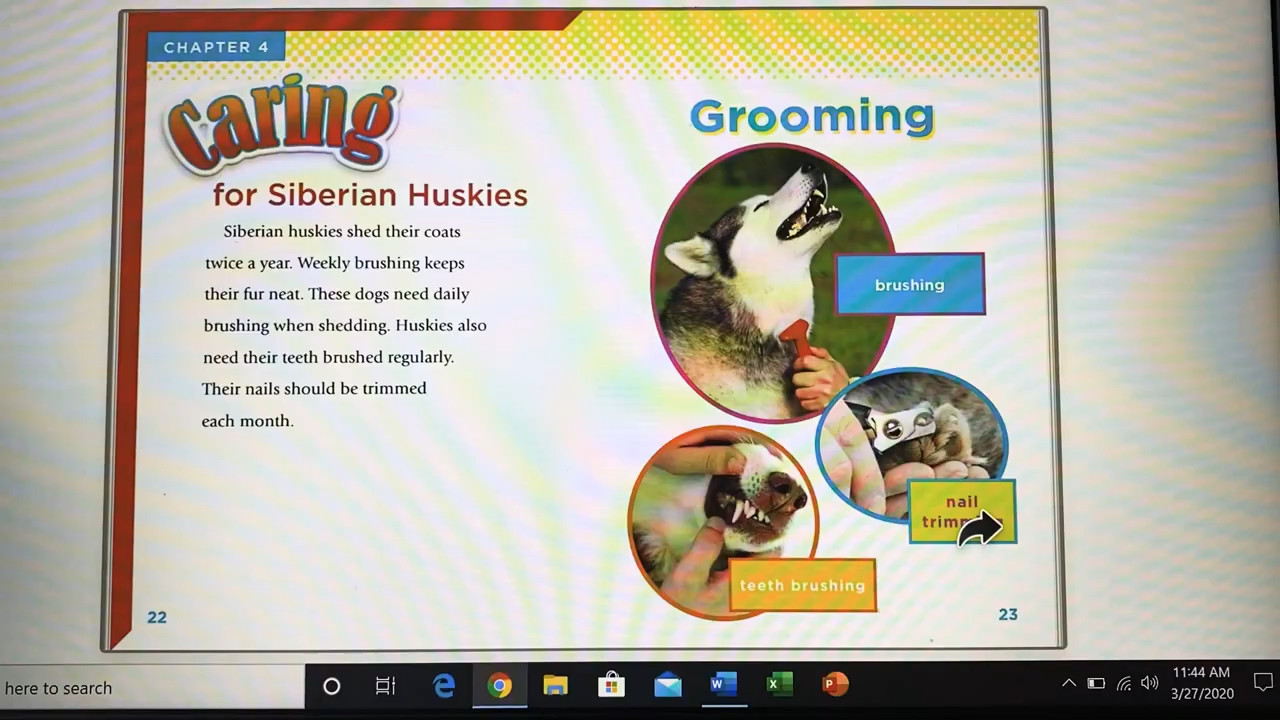 CHAPTER 4
Caring
for Siberian Huskies
Siberian huskies shed their coats
twice a year. Weekly brushing keeps
their fur neat. These dogs need daily
brushing when shedding. Huskies also
need their teeth brushed regularly.
Their nails should be trimmed
each month.
22
Grooming
brushing
nail
teeth brushing
23
here to search
11:44 AM
3/27/2020